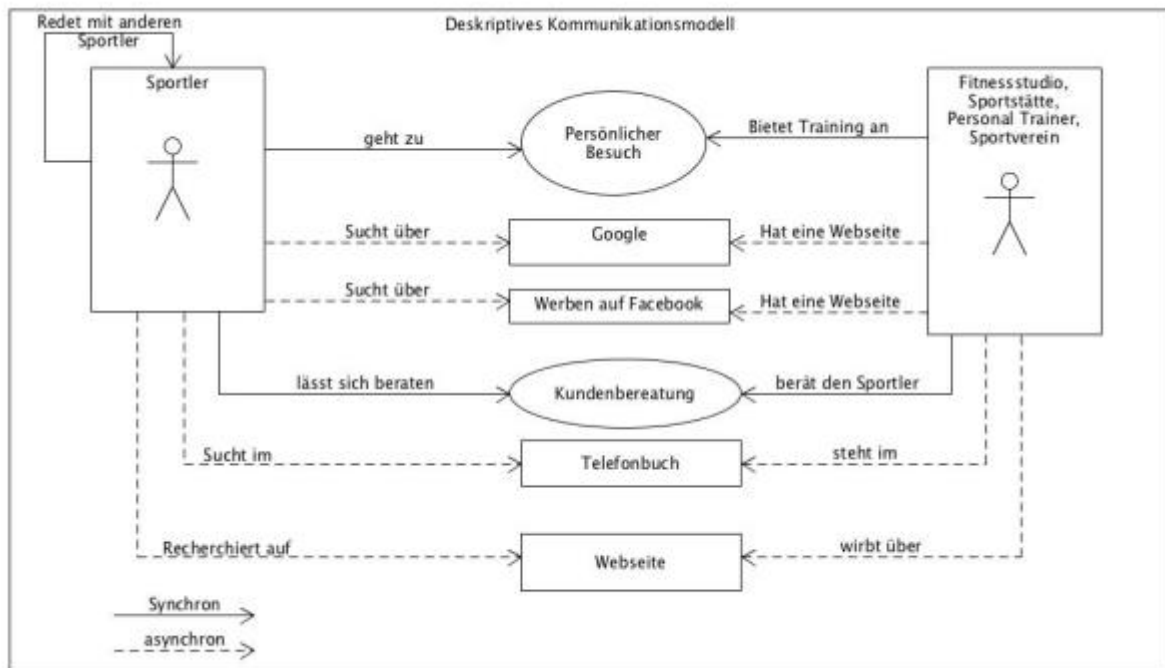 Redet mit anderen
Sportler
Deskriptives Kommunikationsmodell
Sportler
Fitnessstudio,
Sportstätte,
Personal Trainer,
Sportverein
geht zu
Persönlicher
Besuch
Bietet Training an
Sucht über
Google
Hat eine Webseite
Sucht über
Werben auf Facebook
Hat eine Webseite
lässt sich beraten
Kundenbereatung
berät den Sportler
Sucht im
Telefonbuch
steht im
Recherchiert auf
Webseite
wirbt über
Synchron
asynchron